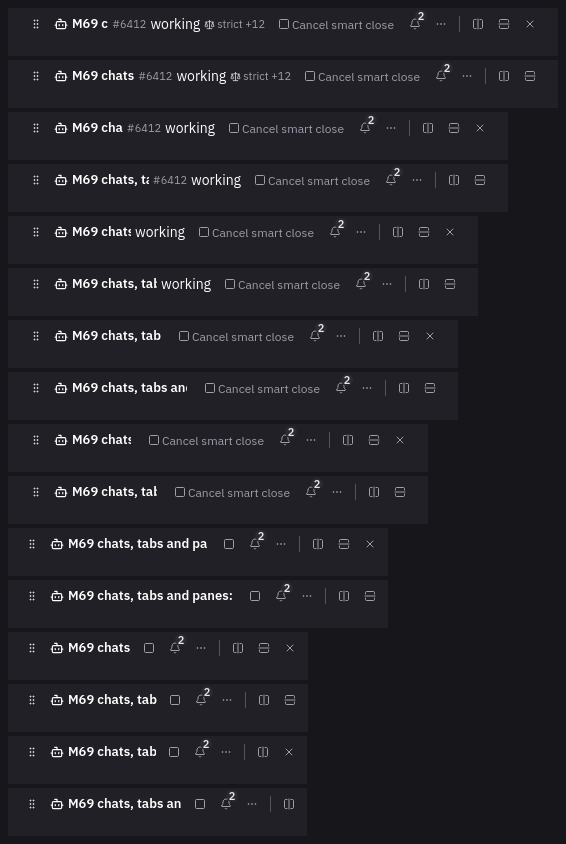 M69 c #6412 working strict +12 Cancel smart close 2
M69 chats #6412 working strict +12 Cancel smart close 2
M69 cha #6412 working Cancel smart close 2
M69 chats, ta #6412 working Cancel smart close 2
M69 chats working Cancel smart close 2
M69 chats, tal working Cancel smart close 2
M69 chats, tab Cancel smart close 2
M69 chats, tabs an Cancel smart close 2
M69 chats Cancel smart close 2
M69 chats, tab Cancel smart close 2
M69 chats, tabs and pa 2
M69 chats, tabs and panes: 2
M69 chats 2
M69 chats, tab 2
M69 chats, tab 2
M69 chats, tabs an 2